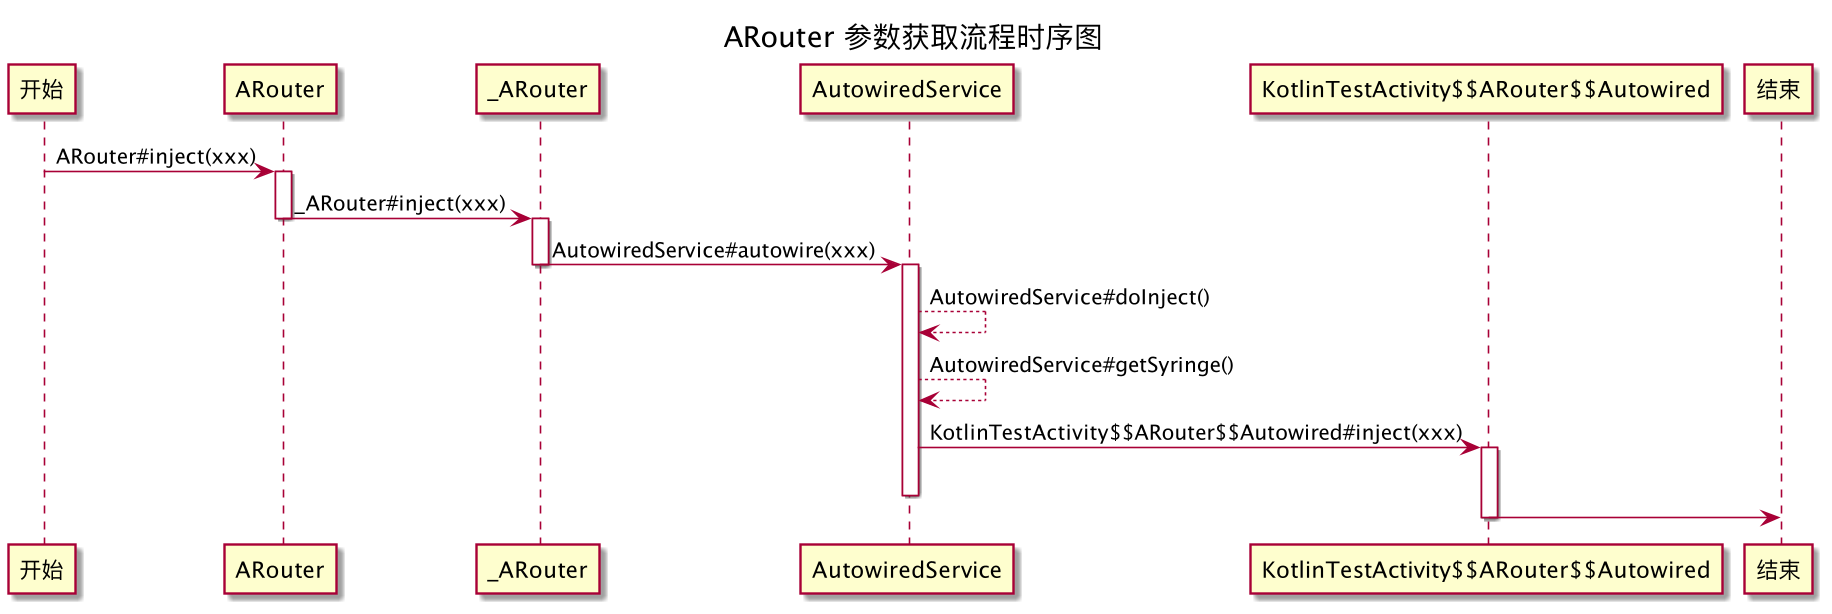 ARouter 参数获取流程时序图
开始
ARouter
_ARouter
AutowiredService
KotlinTestActivity$$ARouter$$Autowired
结束
ARouter#inject(xxx)
_ARouter#inject(xxx)
AutowiredService#autowire(xxx)
AutowiredService#doInject()
AutowiredService#getSyringe()
KotlinTestActivity$$ARouter$$Autowired#inject(xxx)
开始
ARouter
_ARouter
AutowiredService
KotlinTestActivity$$ARouter$$Autowired
结束